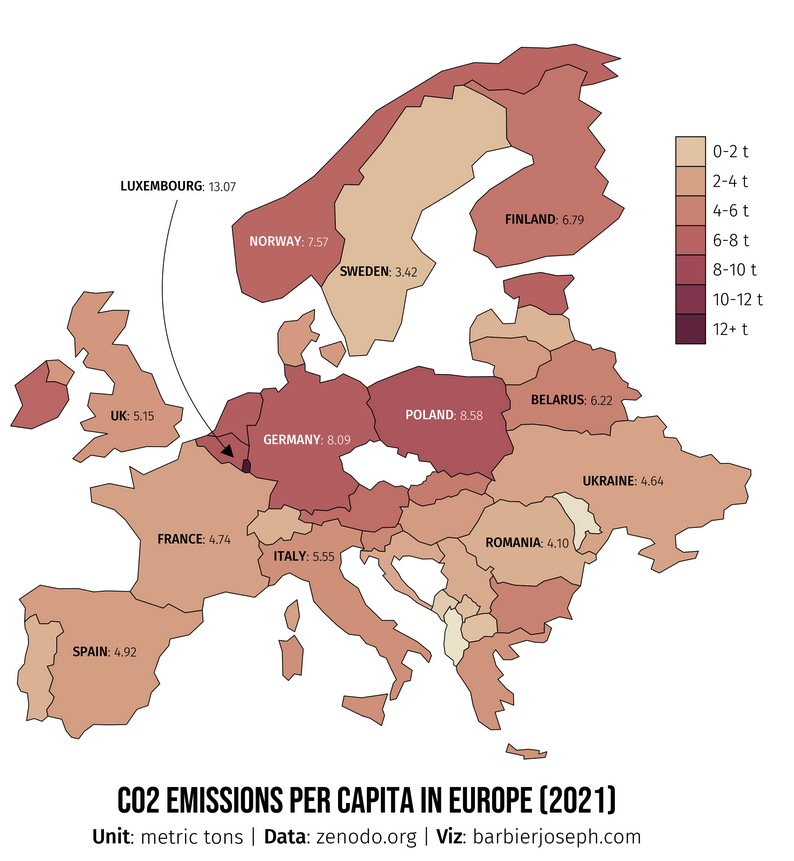 LUXEMBOURG: 13.07
0-2 t
2-4 t
4-6 t
6-8 t
8-10 t
10-12 t
12+ t
FINLAND: 6.79
NORWAY: 7.57
SWEDEN: 3.42
BELARUS: 6.22
UK: 5.15
POLAND: 8.58
GERMANY: 8.09
UKRAINE: 4.64
FRANCE: 4.74
ROMANIA: 4.10
ITALY: 5.55
SPAIN: 4.92
CO2 EMISSIONS PER CAPITA IN EUROPE (2021)
Unit: metric tons | Data: zenodo.org | Viz: barbierjoseph.com